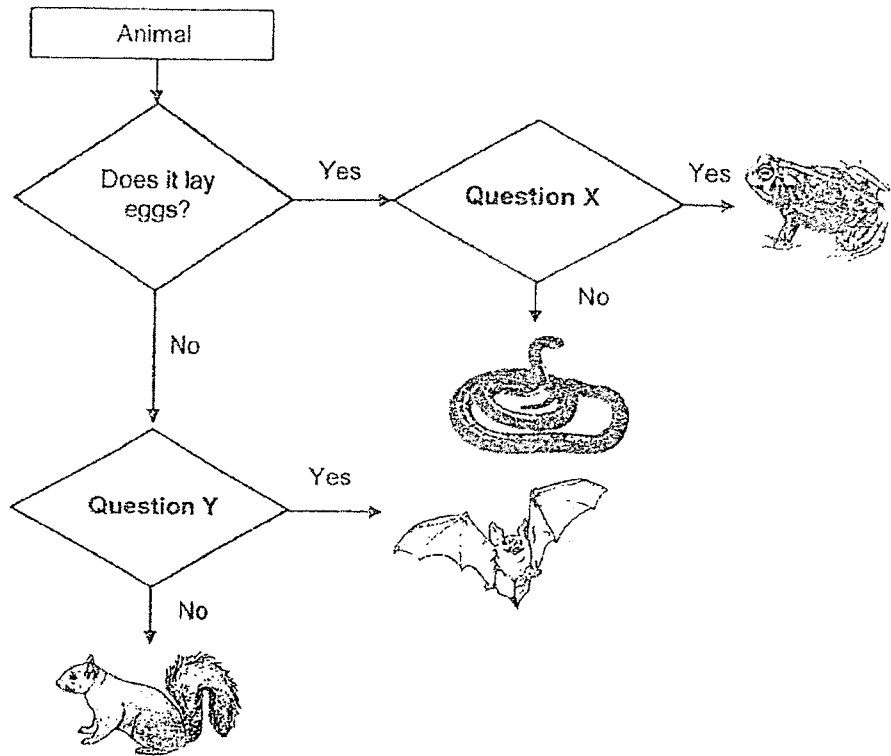 Animal
Does it lay
eggs?
Yes
Question X
Yes
No
No
Question Y
Yes
No